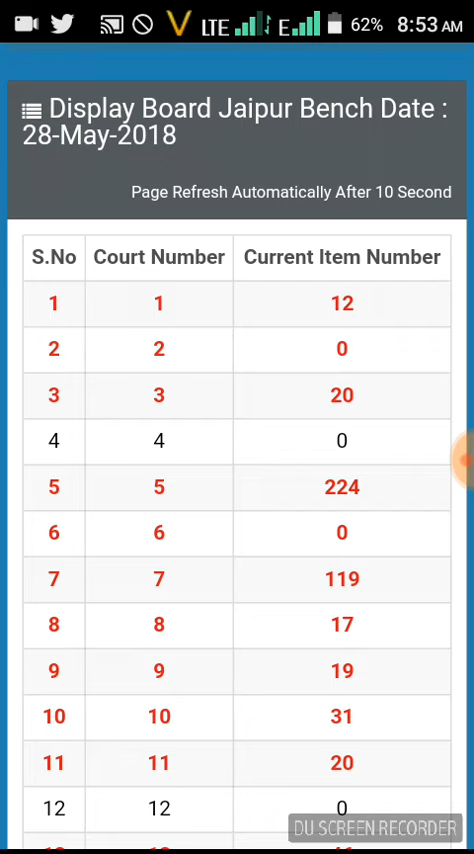 LTE E 62% 8:53 AM
Display Board Jaipur Bench Date :
28-May-2018
Page Refresh Automatically After 10 Second
S.No Court Number Current Item Number
1 1 12
2 2 0
3 3 20
4 4 0
5 5 224
6 6 0
7 7 119
8 8 17
9 9 19
10 10 31
11 11 20
12 12 0
DU SCREEN RECORDER